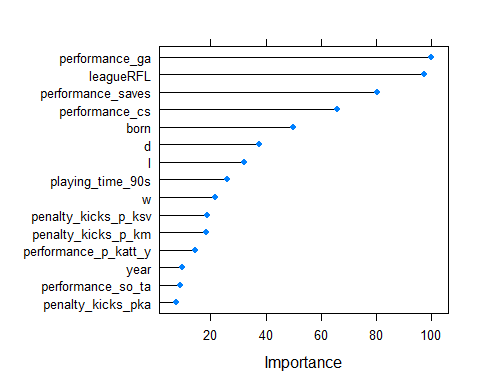 performance_ga
leagueRFL
performance_saves
performance_cs
born
d
l
playing_time_90s
w
penalty_kicks_p_ksv
penalty_kicks_p_km
performance_p_katt_y
year
performance_so_ta
penalty_kicks_pka
20 40 60 80 100
Importance